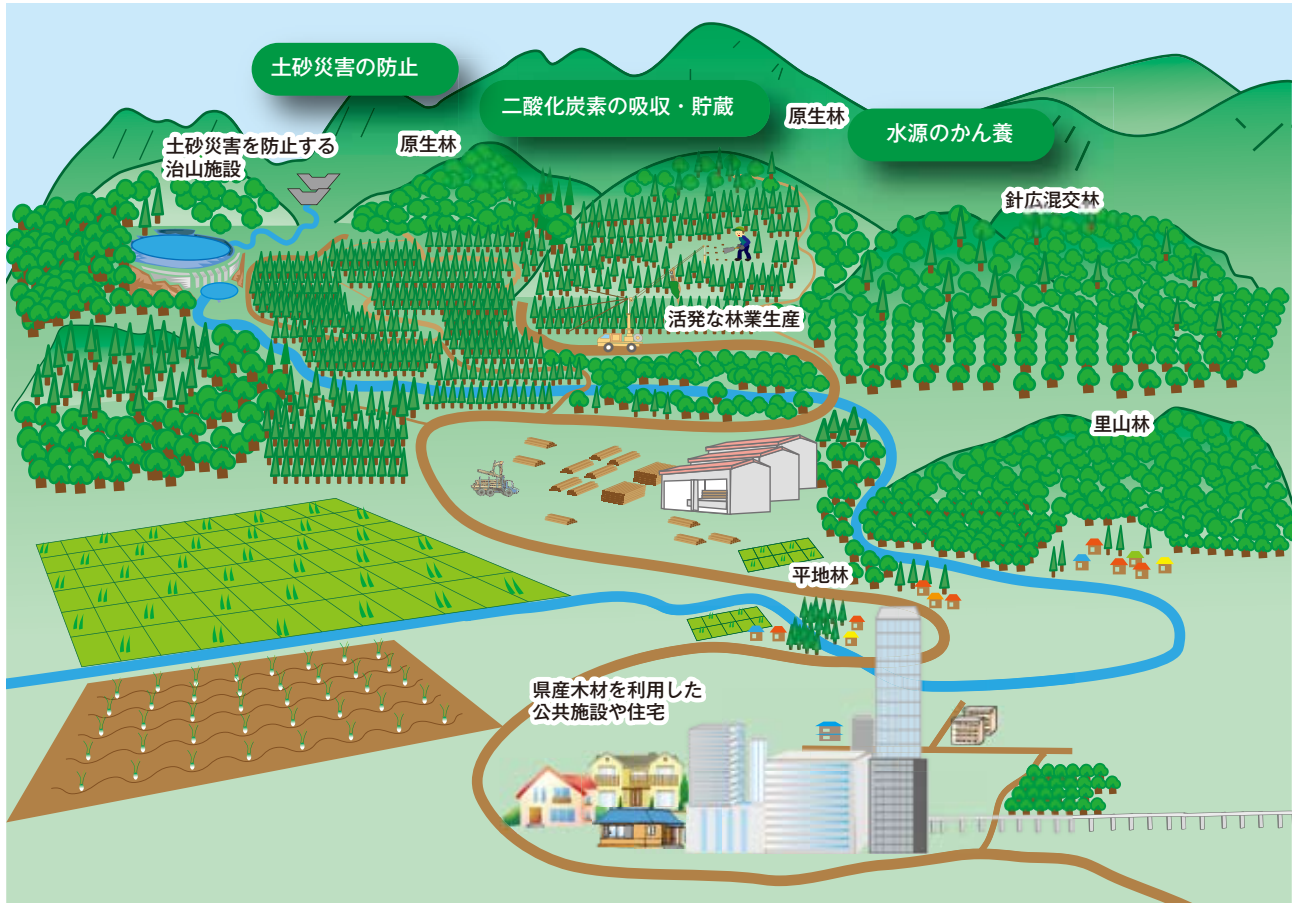 土砂災害の防止
二酸化炭素の吸収・貯蔵
原生林
水源のかん養
土砂災害を防止する
治山施設
原生林
針広混交林
活発な林業生産
里山林
平地林
県産木材を利用した
公共施設や住宅